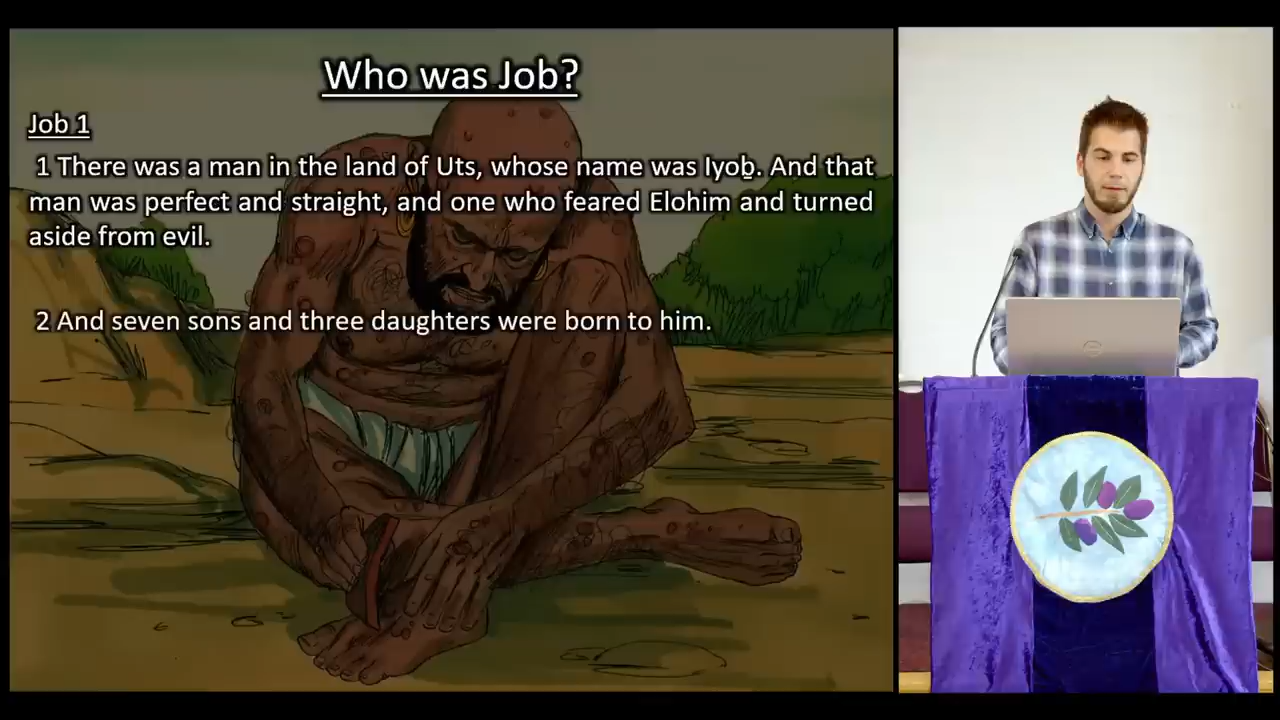 Who was Job?
Job 1
1 There was a man in the land of Uts, whose name was Iyoḇ. And that
man was perfect and straight, and one who feared Elohim and turned
aside from evil.
2 And seven sons and three daughters were born to him.